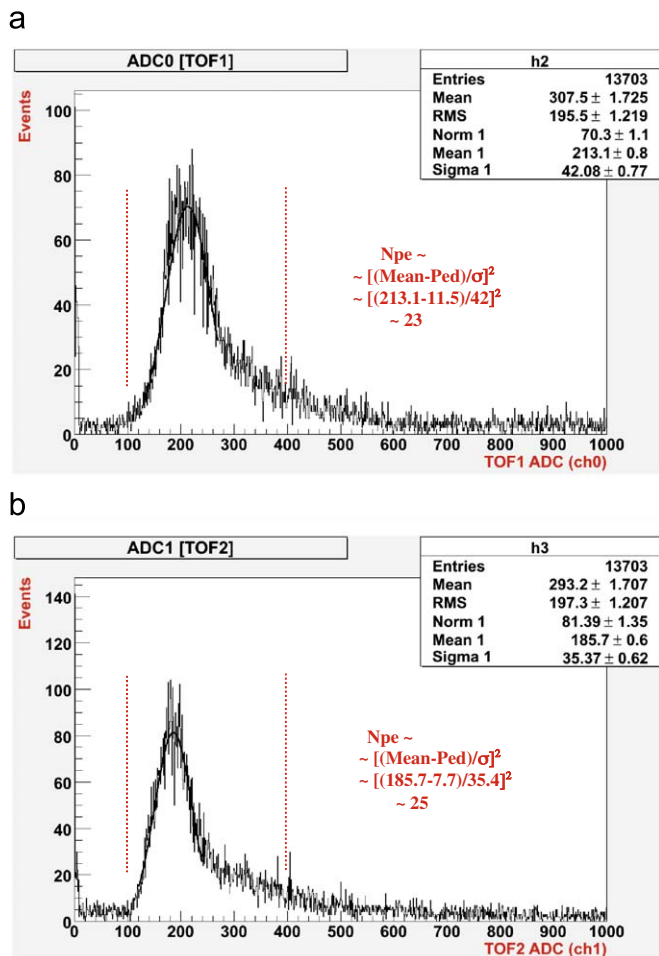 a
ADC0 [TOF1]
h2
Entries 13703
Mean 307.5 ± 1.725
RMS 195.5 ± 1.219
Norm 1 70.3 ± 1.1
Mean 1 213.1 ± 0.8
Sigma 1 42.08 ± 0.77
Events
100
80
60
40
20
0
Npe ~
~ [(Mean-Ped)/σ]²
~ [(213.1-11.5)/42]²
~ 23
0 100 200 300 400 500 600 700 800 900 1000
TOF1 ADC (ch0)
b
ADC1 [TOF2]
h3
Entries 13703
Mean 293.2 ± 1.707
RMS 197.3 ± 1.207
Norm 1 81.39 ± 1.35
Mean 1 185.7 ± 0.6
Sigma 1 35.37 ± 0.62
Events
140
120
100
80
60
40
20
0
Npe ~
~ [(Mean-Ped)/σ]²
~ [(185.7-7.7)/35.4]²
~ 25
0 100 200 300 400 500 600 700 800 900 1000
TOF2 ADC (ch1)